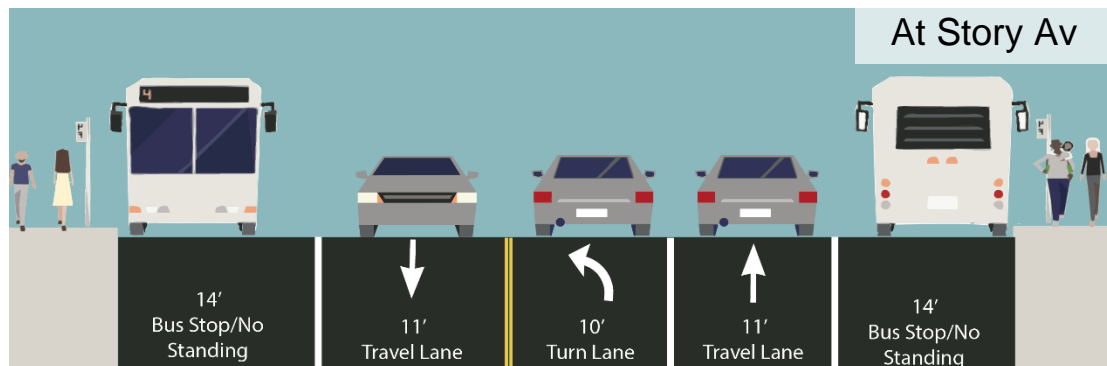 At Story Av
4
14’
Bus Stop/No
Standing
11’
Travel Lane
10’
Turn Lane
11’
Travel Lane
14’
Bus Stop/No
Standing